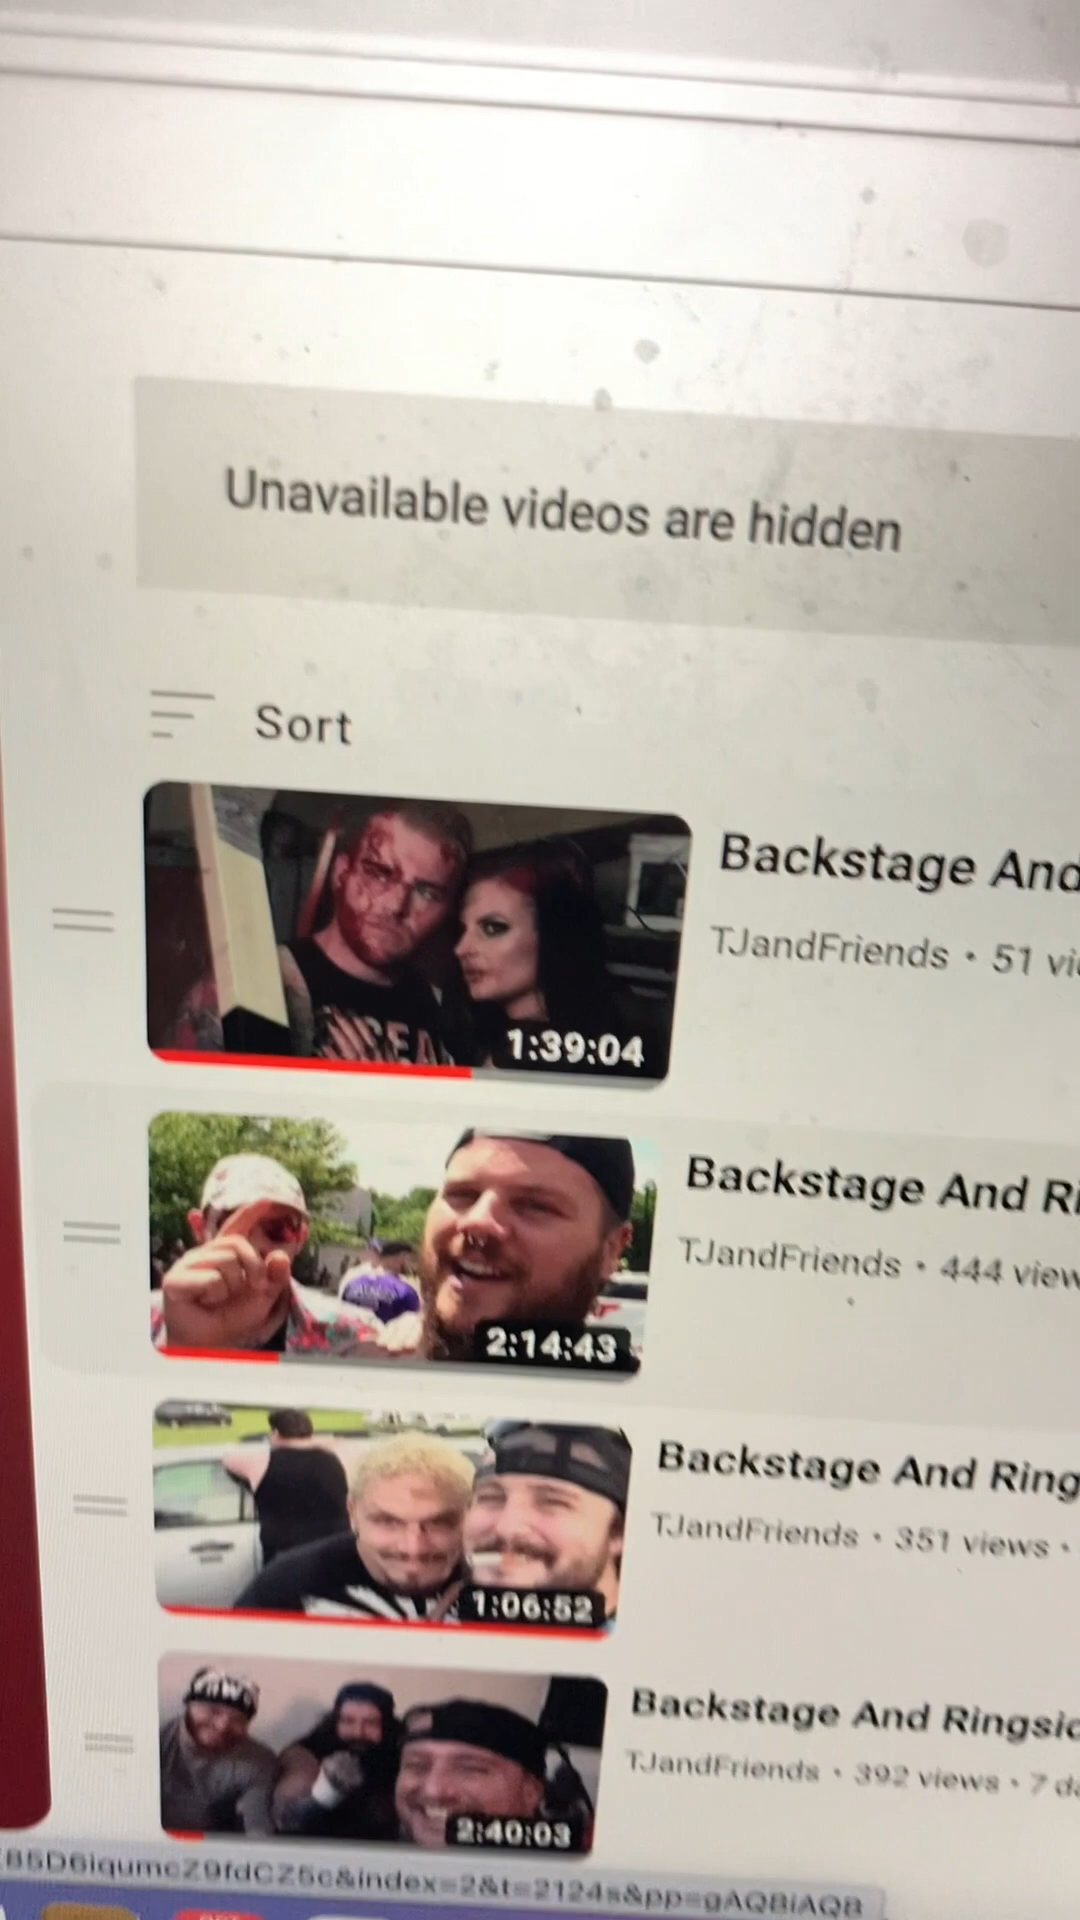 Unavailable videos are hidden
Sort
Backstage And
TJandFriends • 51
1:39:04
Backstage And
TJandFriends • 444
2:14:43
Backstage And Ring
TJandFriends • 351 views •
1:06:52
Backstage And
TJandFriends • 392 views • 7
2:40:03
85D6iqumcZ9fdCZ5c&index=2&t=2124s&pp=gAQBiAQB